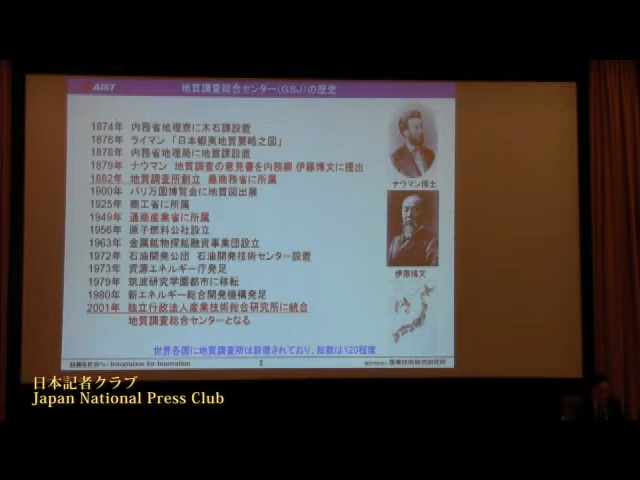 AIST
地質調査総合センター(GSJ)の歴史
1874年 内務省地理寮に木石課設置
1876年 ライマン「日本蝦夷地質要略之図」
1878年 内務省地理局に地質課設置
1879年 ナウマン 地質調査の意見書を内務卿 伊藤博文に提出
1882年 地質調査所創立 農商務省に所属
1900年 パリ万国博覧会に地質図出展
1925年 商工省に所属
1949年 通商産業省に所属
1956年 原子燃料公社設立
1963年 金属鉱物探鉱融資事業団設立
1972年 石油開発公団 石油開発技術センター設置
1973年 資源エネルギー庁発足
1979年 筑波研究学園都市に移転
1980年 新エネルギー総合開発機構発足
2001年 独立行政法人産業技術総合研究所に統合
地質調査総合センターとなる
ナウマン博士
伊藤博文
世界各国に地質調査所は設置されており、総数は120程度
技術を社会へ Integration for Innovation
3
独立行政法人 産業技術総合研究所
日本記者クラブ
Japan National Press Club